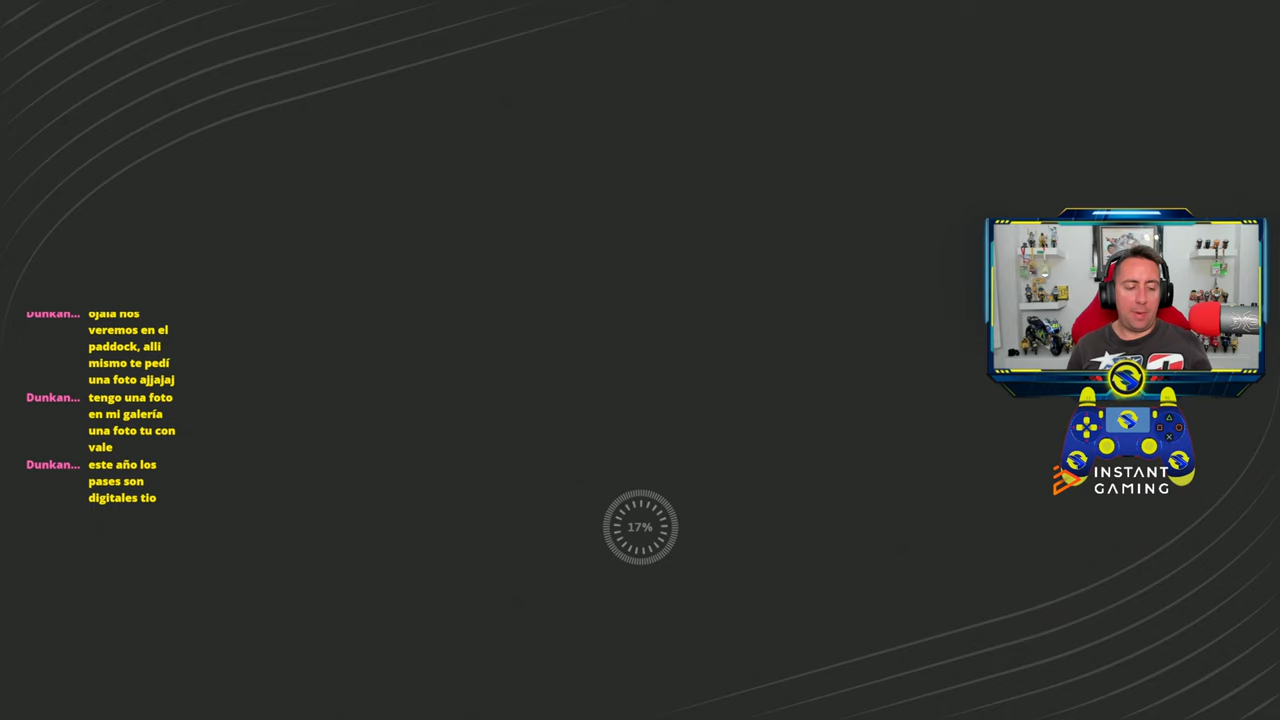 Dunkan... ojala nos
veremos en el
paddock, alli
mismo te pedí
una foto ajjajaj
Dunkan... tengo una foto
en mi galería
una foto tu con
vale
Dunkan... este año los
pases son
digitales tio
17%
INSTANT
GAMING